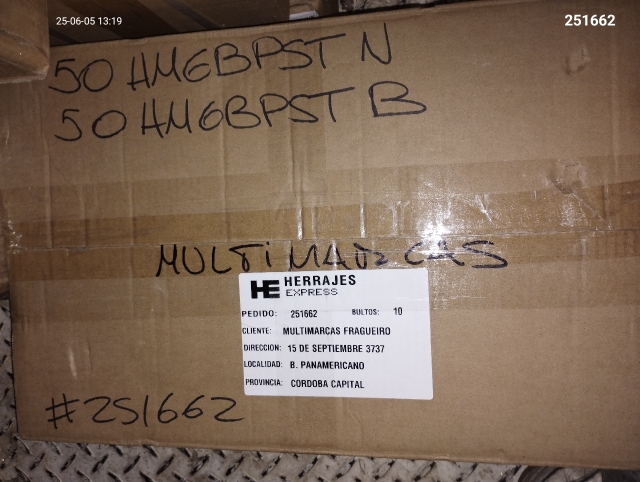 25-06-05 13:19
251662
50 HM6BPST N
50 HM6BPST B
MULTIMARCAS
HE HERRAJES
EXPRESS
PEDIDO: 251662 BULTOS: 10
CLIENTE: MULTIMARCAS FRAGUEIRO
DIRECCION: 15 DE SEPTIEMBRE 3737
LOCALIDAD: B. PANAMERICANO
PROVINCIA: CORDOBA CAPITAL
#251662